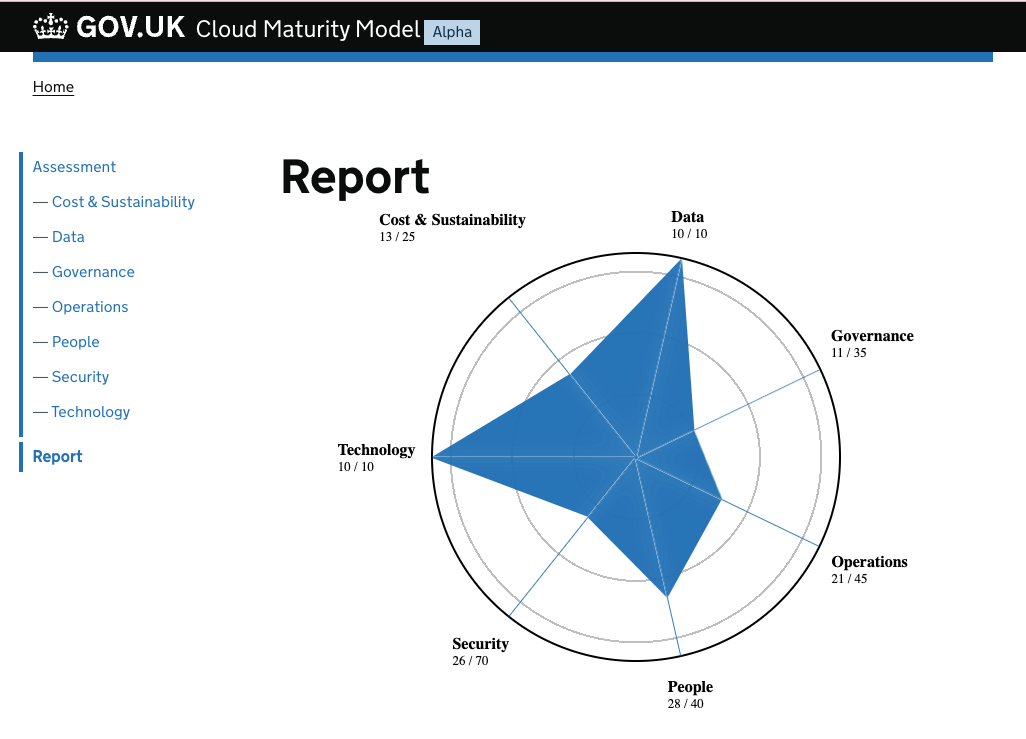 GOV.UK Cloud Maturity Model Alpha
Home
Assessment
— Cost & Sustainability
— Data
— Governance
— Operations
— People
— Security
— Technology
Report
Report
Cost & Sustainability
13 / 25
Data
10 / 10
Governance
11 / 35
Technology
10 / 10
Operations
21 / 45
Security
26 / 70
People
28 / 40